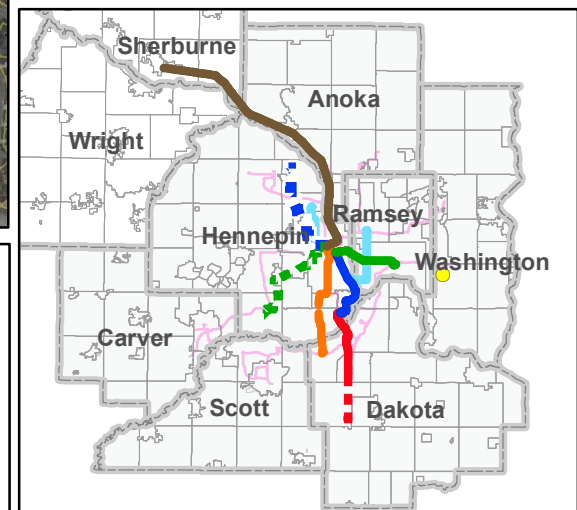 Sherburne
Anoka
Wright
Ramsey
Hennepin
Washington
Carver
Scott
Dakota